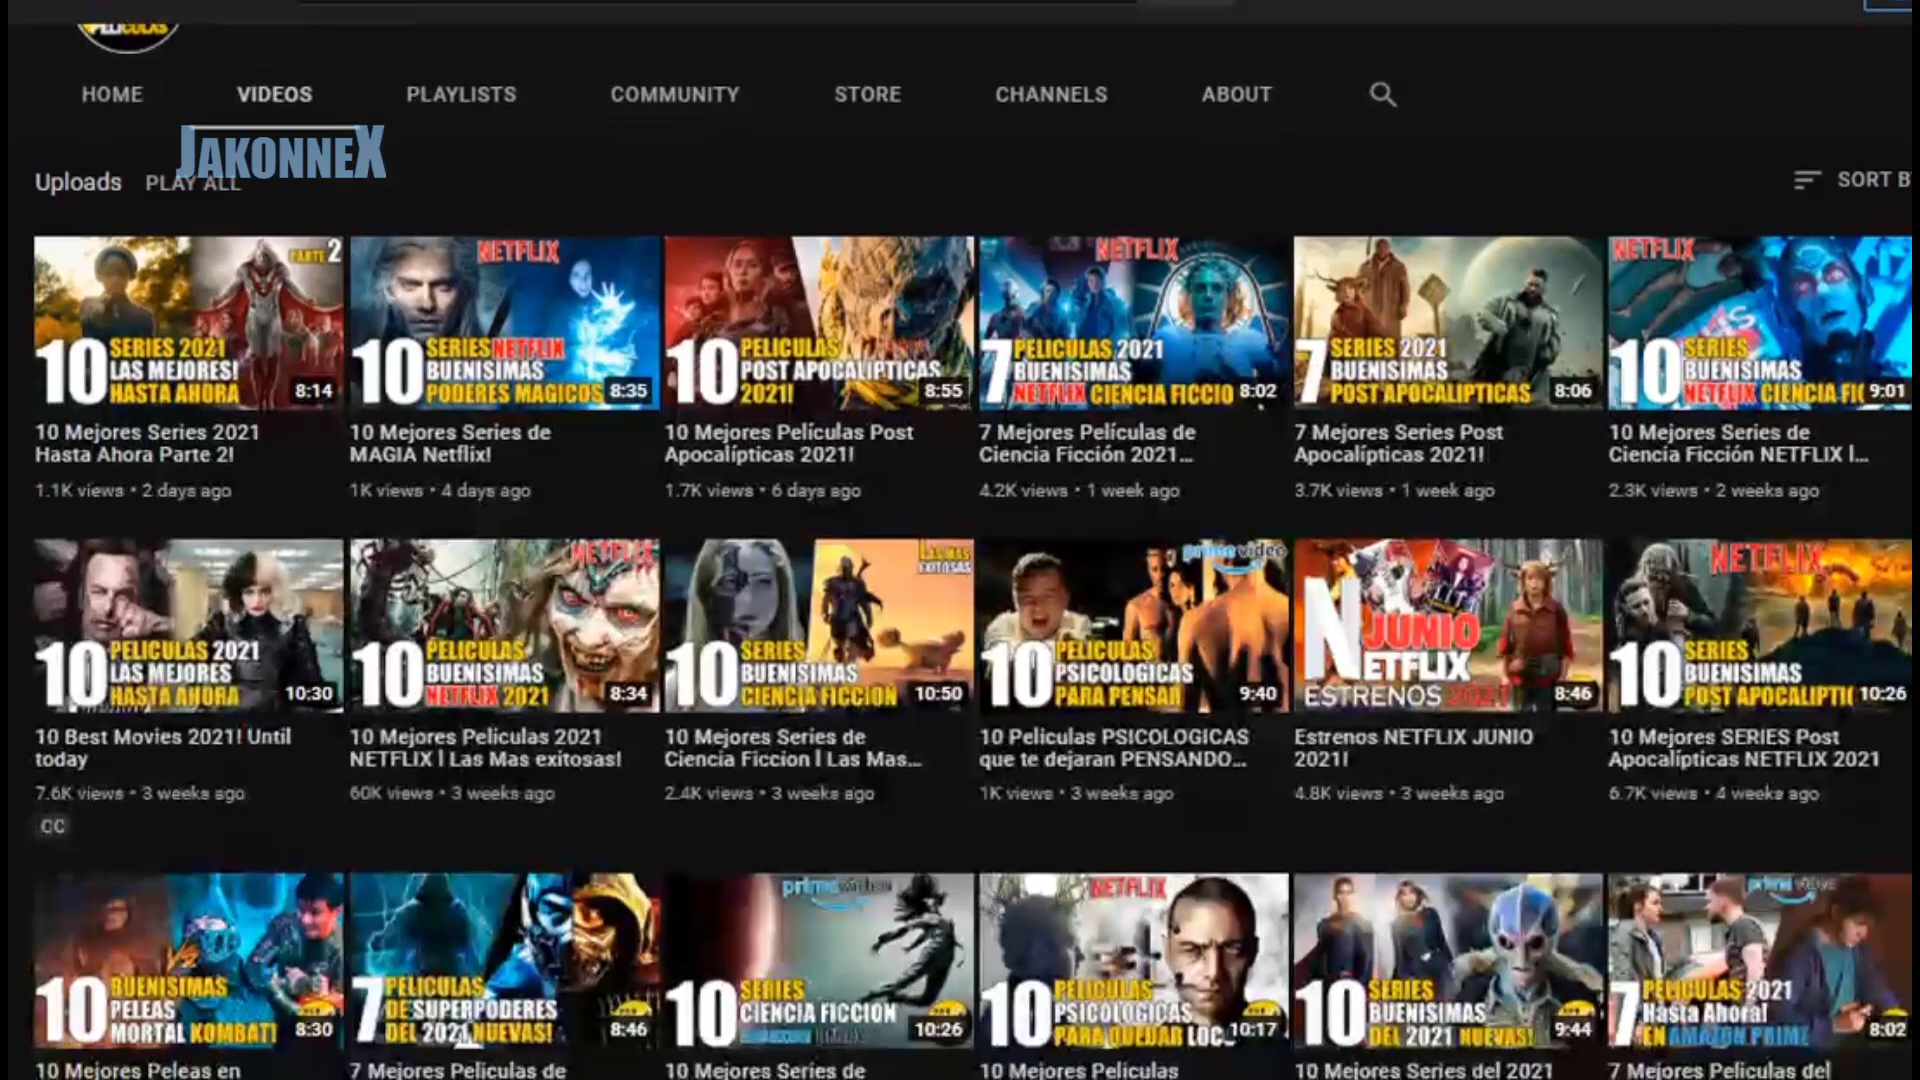 PELICULAS
HOME VIDEOS PLAYLISTS COMMUNITY STORE CHANNELS ABOUT
JAKONNEX
Uploads PLAY ALL SORT BY
PARTE 2
10 SERIES 2021
LAS MEJORES!
HASTA AHORA
8:14
NETFLIX
10 SERIES NETFLIX
BUENISIMAS
PODERES MAGICOS
8:35
10 PELICULAS
POST APOCALIPTICAS
2021!
8:55
NETFLIX
7 PELICULAS 2021
BUENISIMAS
NETFLIX CIENCIA FICCIO
8:02
7 SERIES 2021
BUENISIMAS
POST APOCALIPTICAS
8:06
NETFLIX
10 SERIES
BUENISIMAS
NETFLIX CIENCIA FIC
9:01
10 Mejores Series 2021
Hasta Ahora Parte 2!
1.1K views • 2 days ago
10 Mejores Series de
MAGIA Netflix!
1K views • 4 days ago
10 Mejores Películas Post
Apocalípticas 2021!
1.7K views • 6 days ago
7 Mejores Películas de
Ciencia Ficción 2021...
4.2K views • 1 week ago
7 Mejores Series Post
Apocalípticas 2021!
3.7K views • 1 week ago
10 Mejores Series de
Ciencia Ficción NETFLIX l...
2.3K views • 2 weeks ago
10 PELICULAS 2021
LAS MEJORES
HASTA AHORA
10:30
NETFLIX
10 PELICULAS
BUENISIMAS
NETFLIX 2021
8:34
LAS MAS
EXITOSAS
10 SERIES
BUENISIMAS
CIENCIA FICCION
10:50
prime video
10 PELICULAS
PSICOLOGICAS
PARA PENSAR
9:40
JUNIO
NETFLIX
ESTRENOS 2021
8:46
NETFLIX
10 SERIES
BUENISIMAS
POST APOCALIPTI
10:26
10 Best Movies 2021! Until
today
7.6K views • 3 weeks ago
CC
10 Mejores Peliculas 2021
NETFLIX l Las Mas exitosas!
60K views • 3 weeks ago
10 Mejores Series de
Ciencia Ficcion l Las Mas...
2.4K views • 3 weeks ago
10 Peliculas PSICOLOGICAS
que te dejaran PENSANDO...
1K views • 3 weeks ago
Estrenos NETFLIX JUNIO
2021!
4.8K views • 3 weeks ago
10 Mejores SERIES Post
Apocalípticas NETFLIX 2021
6.7K views • 4 weeks ago
VS
10 BUENISIMAS
PELEAS
MORTAL KOMBAT!
8:30
7 PELICULAS
DE SUPERPODERES
DEL 2021 NUEVAS!
8:46
prime video
10 SERIES
CIENCIA FICCION
10:26
NETFLIX
10 PELICULAS
PSICOLOGICAS
PARA QUEDAR LOC
10:17
10 SERIES
BUENISIMAS
DEL 2021 NUEVAS!
9:44
prime video
7 PELICULAS 2021
Hasta Ahora!
EN AMAZON PRIME
8:02
10 Mejores Peleas en
7 Mejores Peliculas de
10 Mejores Series de
10 Mejores Películas
10 Mejores Series del 2021
7 Mejores Peliculas del